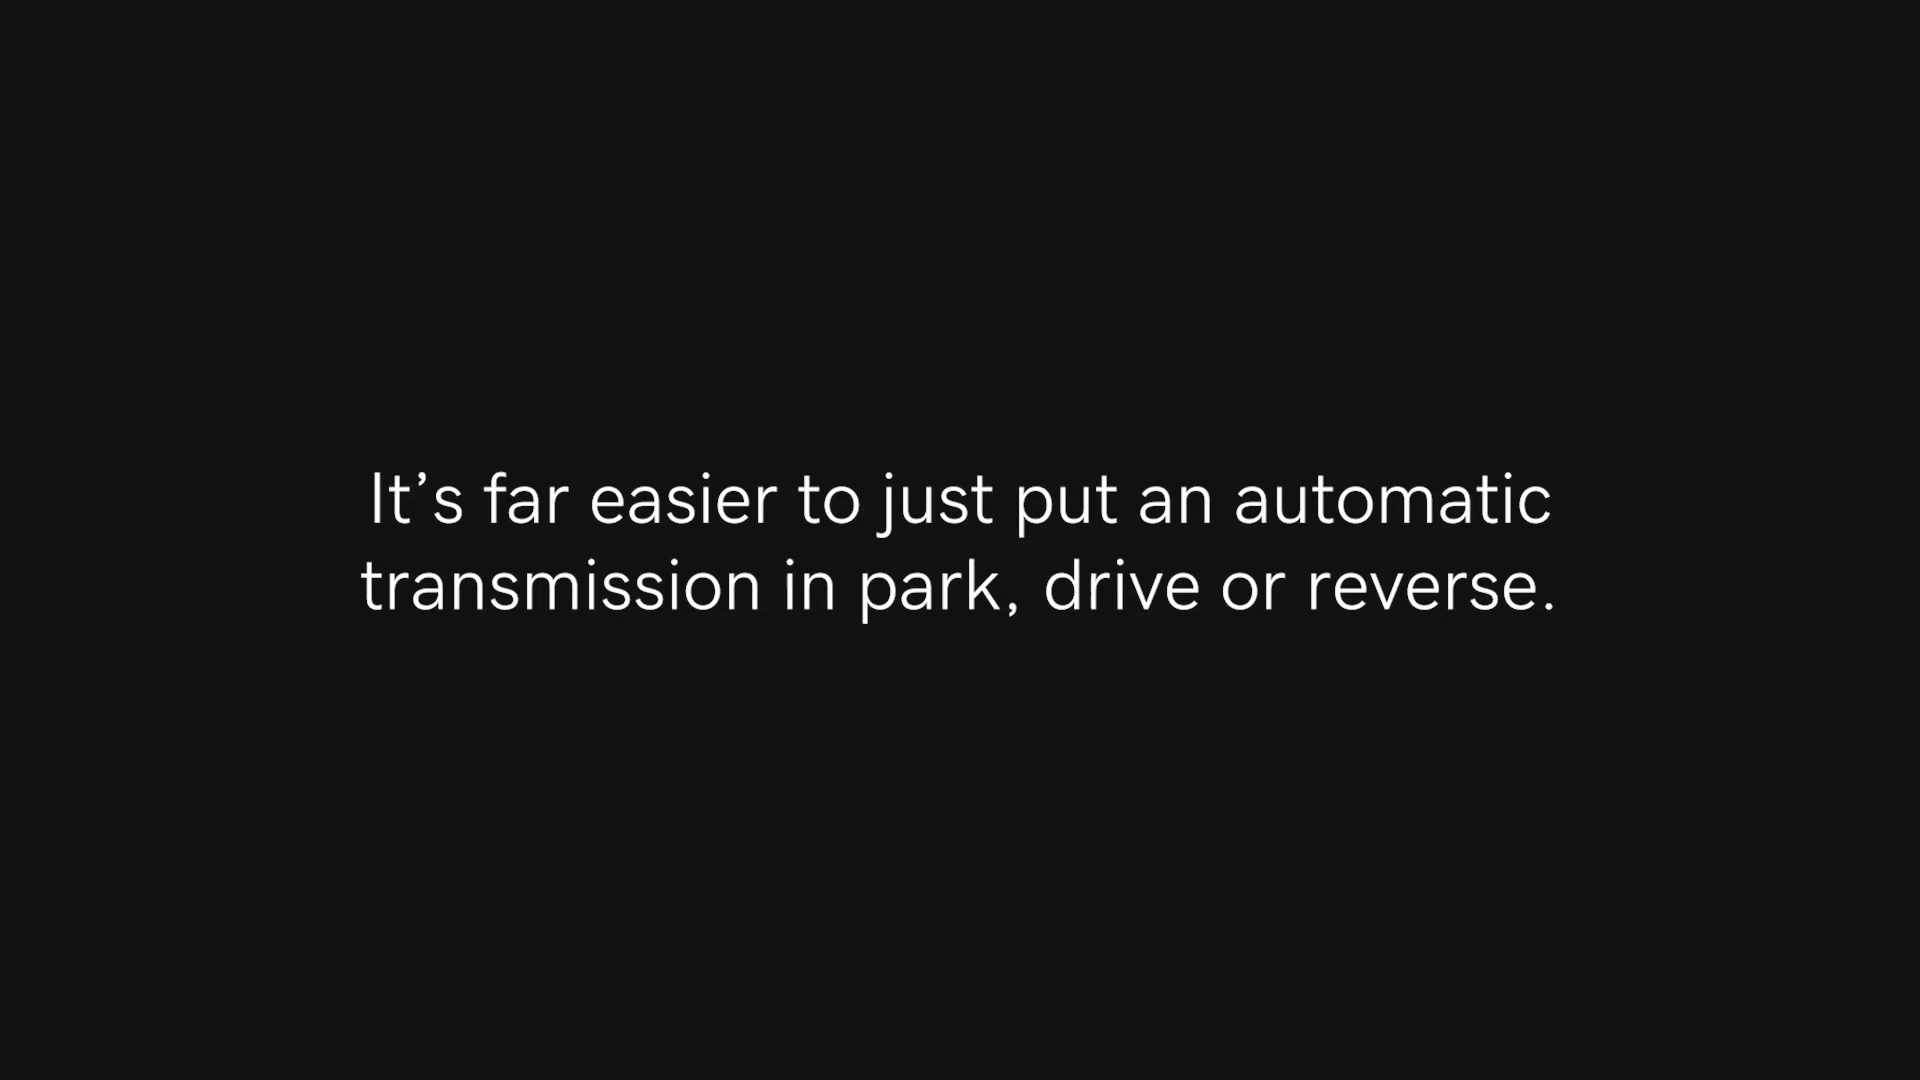 It’s far easier to just put an automatic
transmission in park, drive or reverse.